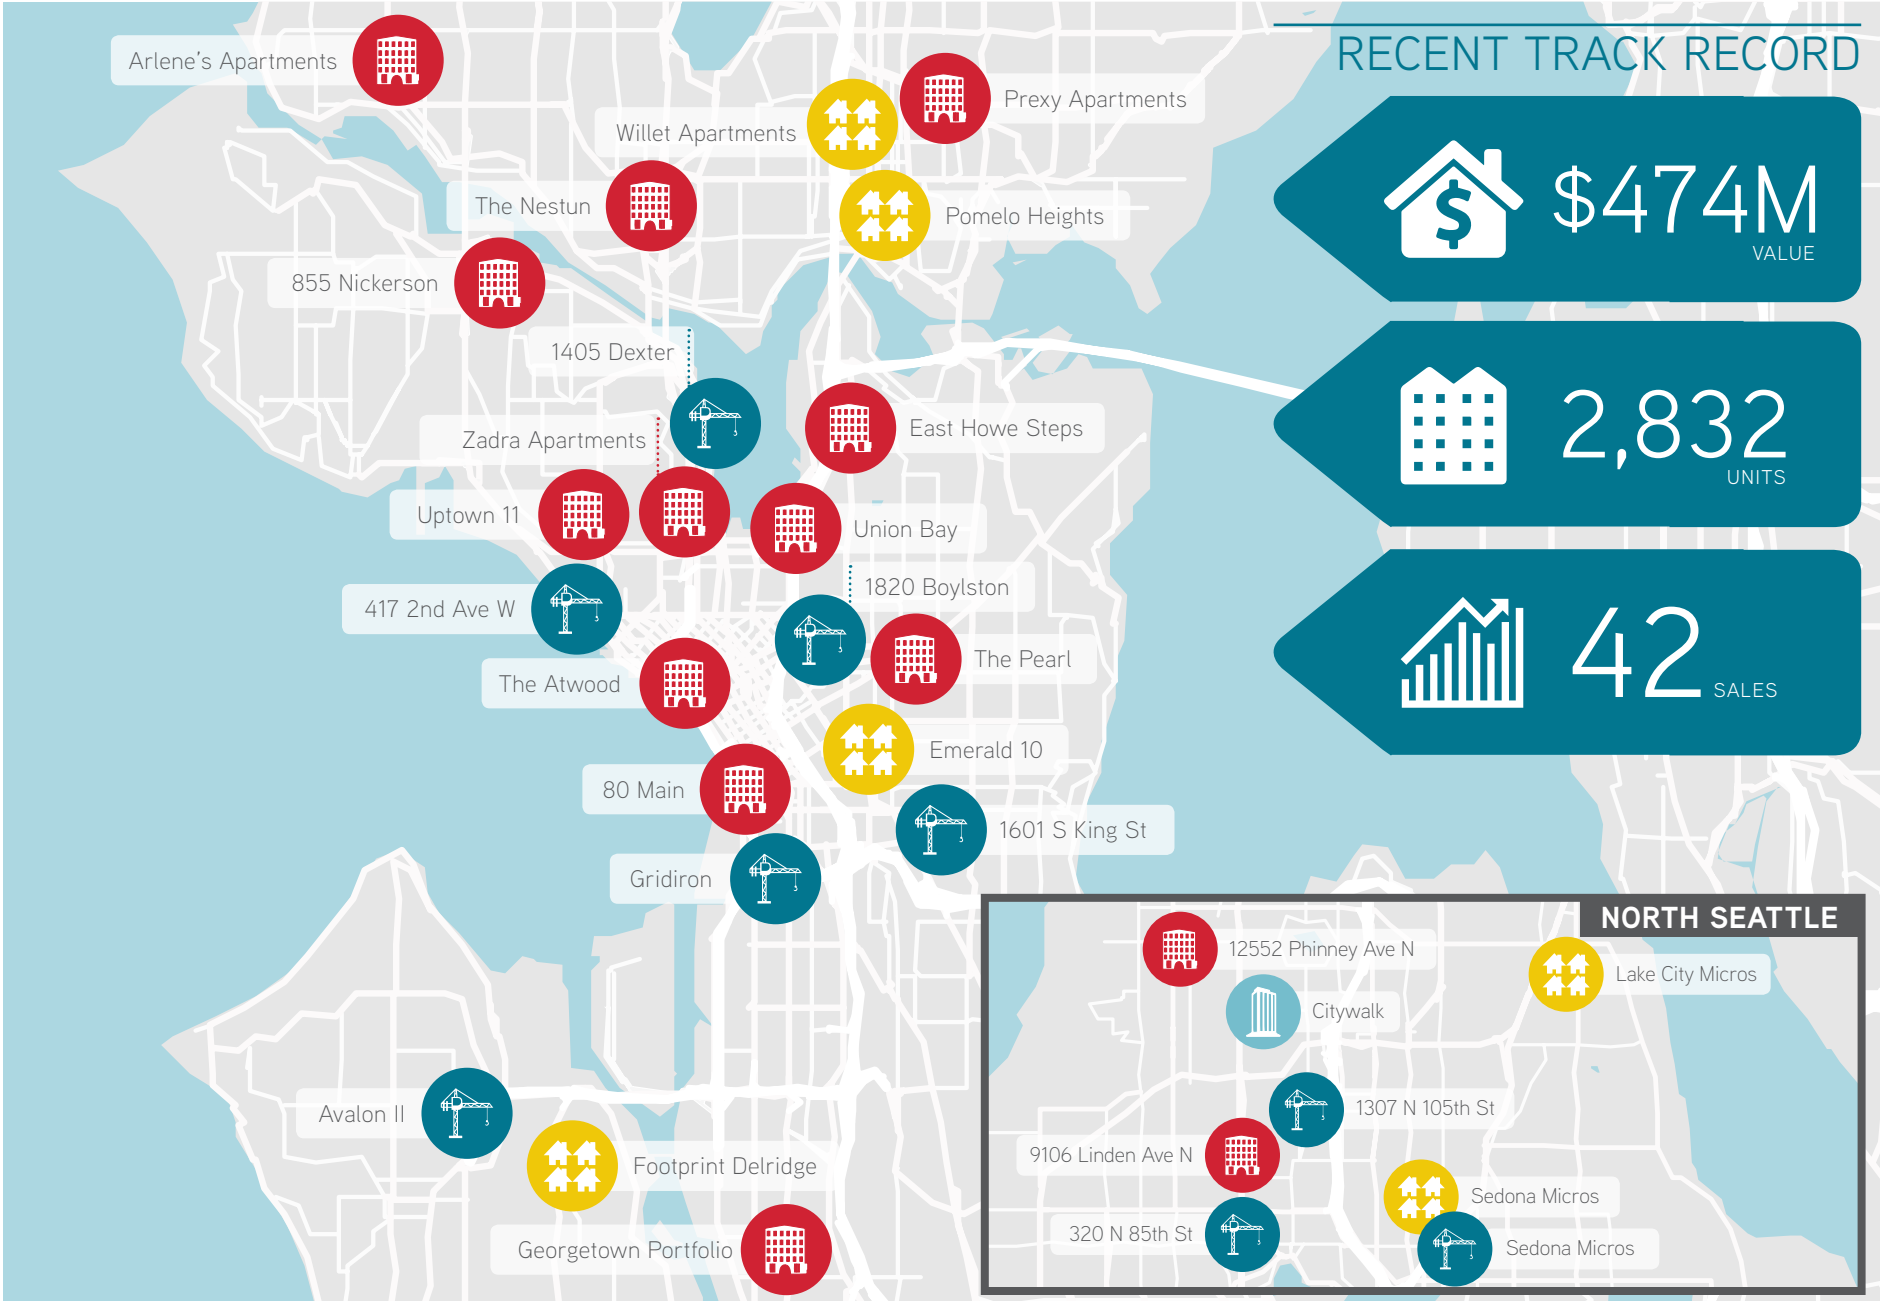 RECENT TRACK RECORD
Arlene's Apartments
Prexy Apartments
Willet Apartments
The Nestun
Pomelo Heights
$474M
VALUE
855 Nickerson
1405 Dexter
Zadra Apartments
East Howe Steps
2,832
UNITS
Uptown 11
Union Bay
1820 Boylston
417 2nd Ave W
The Pearl
The Atwood
42 SALES
Emerald 10
80 Main
1601 S King St
Gridiron
NORTH SEATTLE
12552 Phinney Ave N
Lake City Micros
Citywalk
1307 N 105th St
9106 Linden Ave N
Sedona Micros
320 N 85th St
Sedona Micros
Avalon II
Footprint Delridge
Georgetown Portfolio